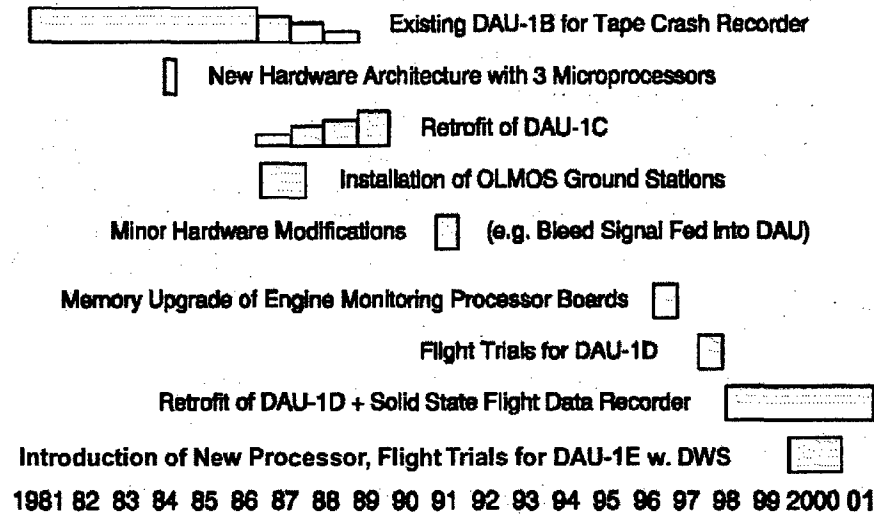 Existing DAU-1B for Tape Crash Recorder
New Hardware Architecture with 3 Microprocessors
Retrofit of DAU-1C
Installation of OLMOS Ground Stations
Minor Hardware Modifications (e.g. Bleed Signal Fed Into DAU)
Memory Upgrade of Engine Monitoring Processor Boards
Flight Trials for DAU-1D
Retrofit of DAU-1D + Solid State Flight Data Recorder
Introduction of New Processor, Flight Trials for DAU-1E w. DWS
1981 82 83 84 85 86 87 88 89 90 91 92 93 94 95 96 97 98 99 2000 01